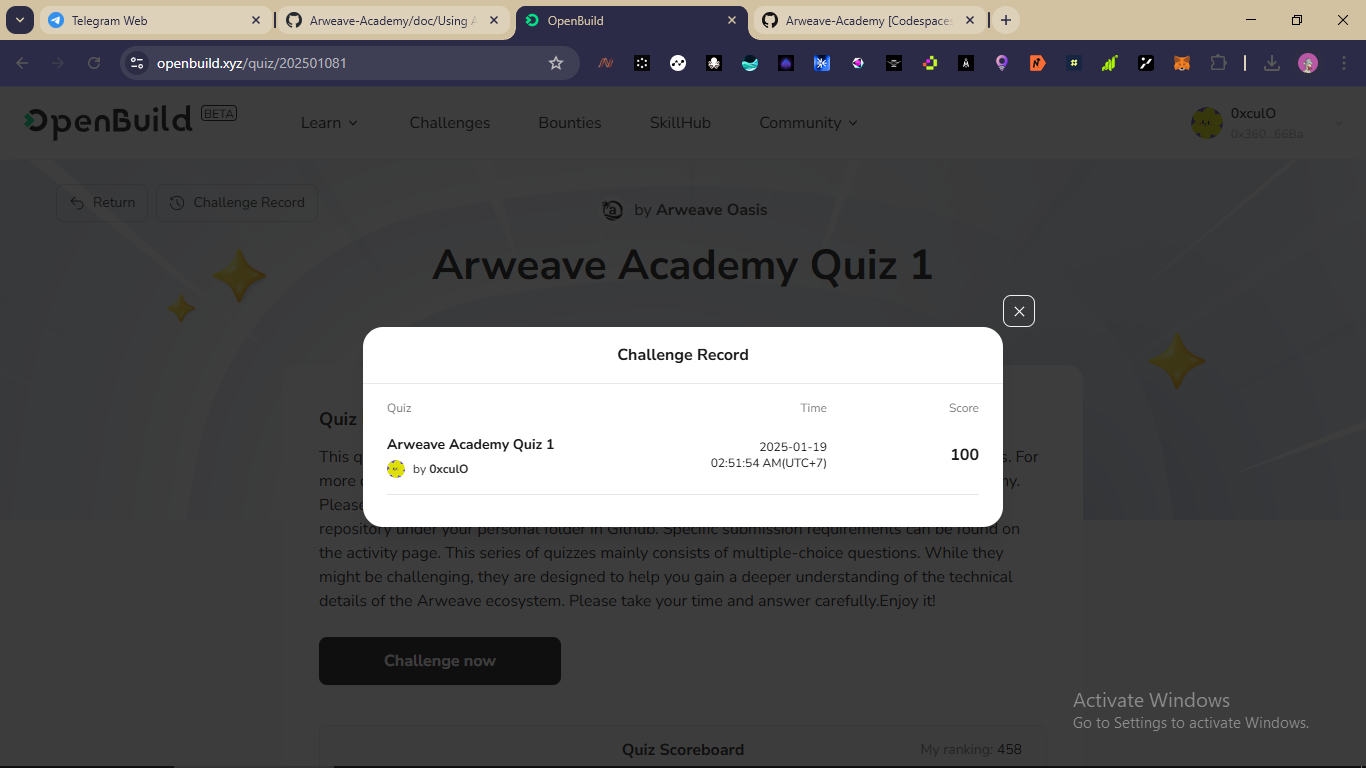 Telegram Web
Arweave-Academy/doc/Using A
OpenBuild
Arweave-Academy [Codespaces
openbuild.xyz/quiz/202501081
OpenBuild BETA
Learn
Challenges
Bounties
SkillHub
Community
0xculO
0x360...668a
Return
Challenge Record
by Arweave Oasis
Arweave Academy Quiz 1
Challenge Record
Quiz Time Score
Arweave Academy Quiz 1
by 0xculO
2025-01-19
02:51:54 AM(UTC+7)
100
Quiz
This q s. For
more ny.
Please
repository under your personal folder in Github. Specific submission requirements can be found on
the activity page. This series of quizzes mainly consists of multiple-choice questions. While they
might be challenging, they are designed to help you gain a deeper understanding of the technical
details of the Arweave ecosystem. Please take your time and answer carefully.Enjoy it!
Challenge now
Activate Windows
Go to Settings to activate Windows.
Quiz Scoreboard
My ranking: 458